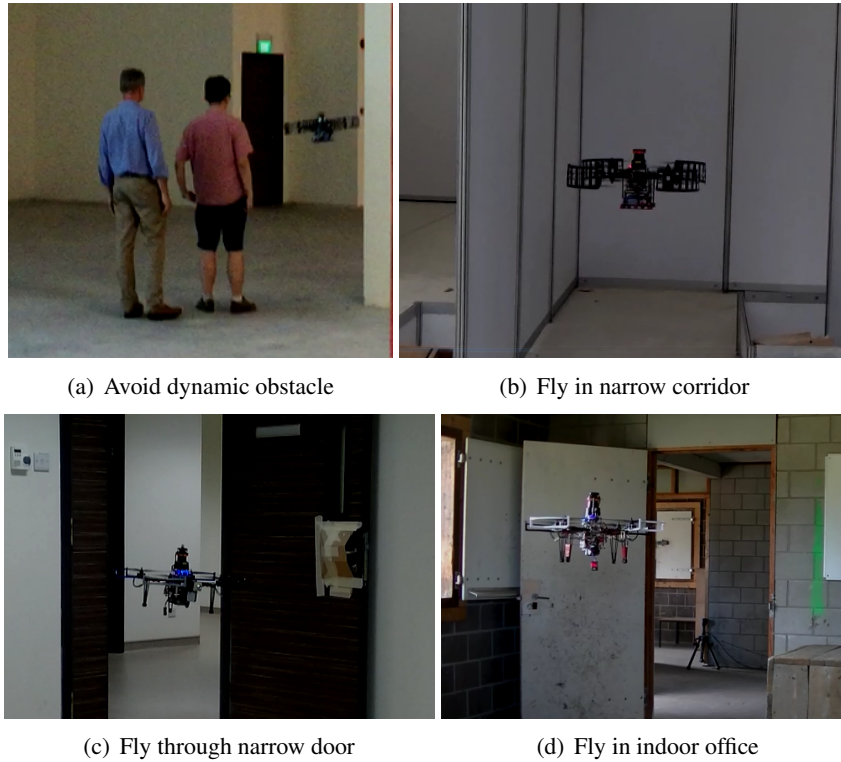 (a) Avoid dynamic obstacle
(b) Fly in narrow corridor
(c) Fly through narrow door
(d) Fly in indoor office